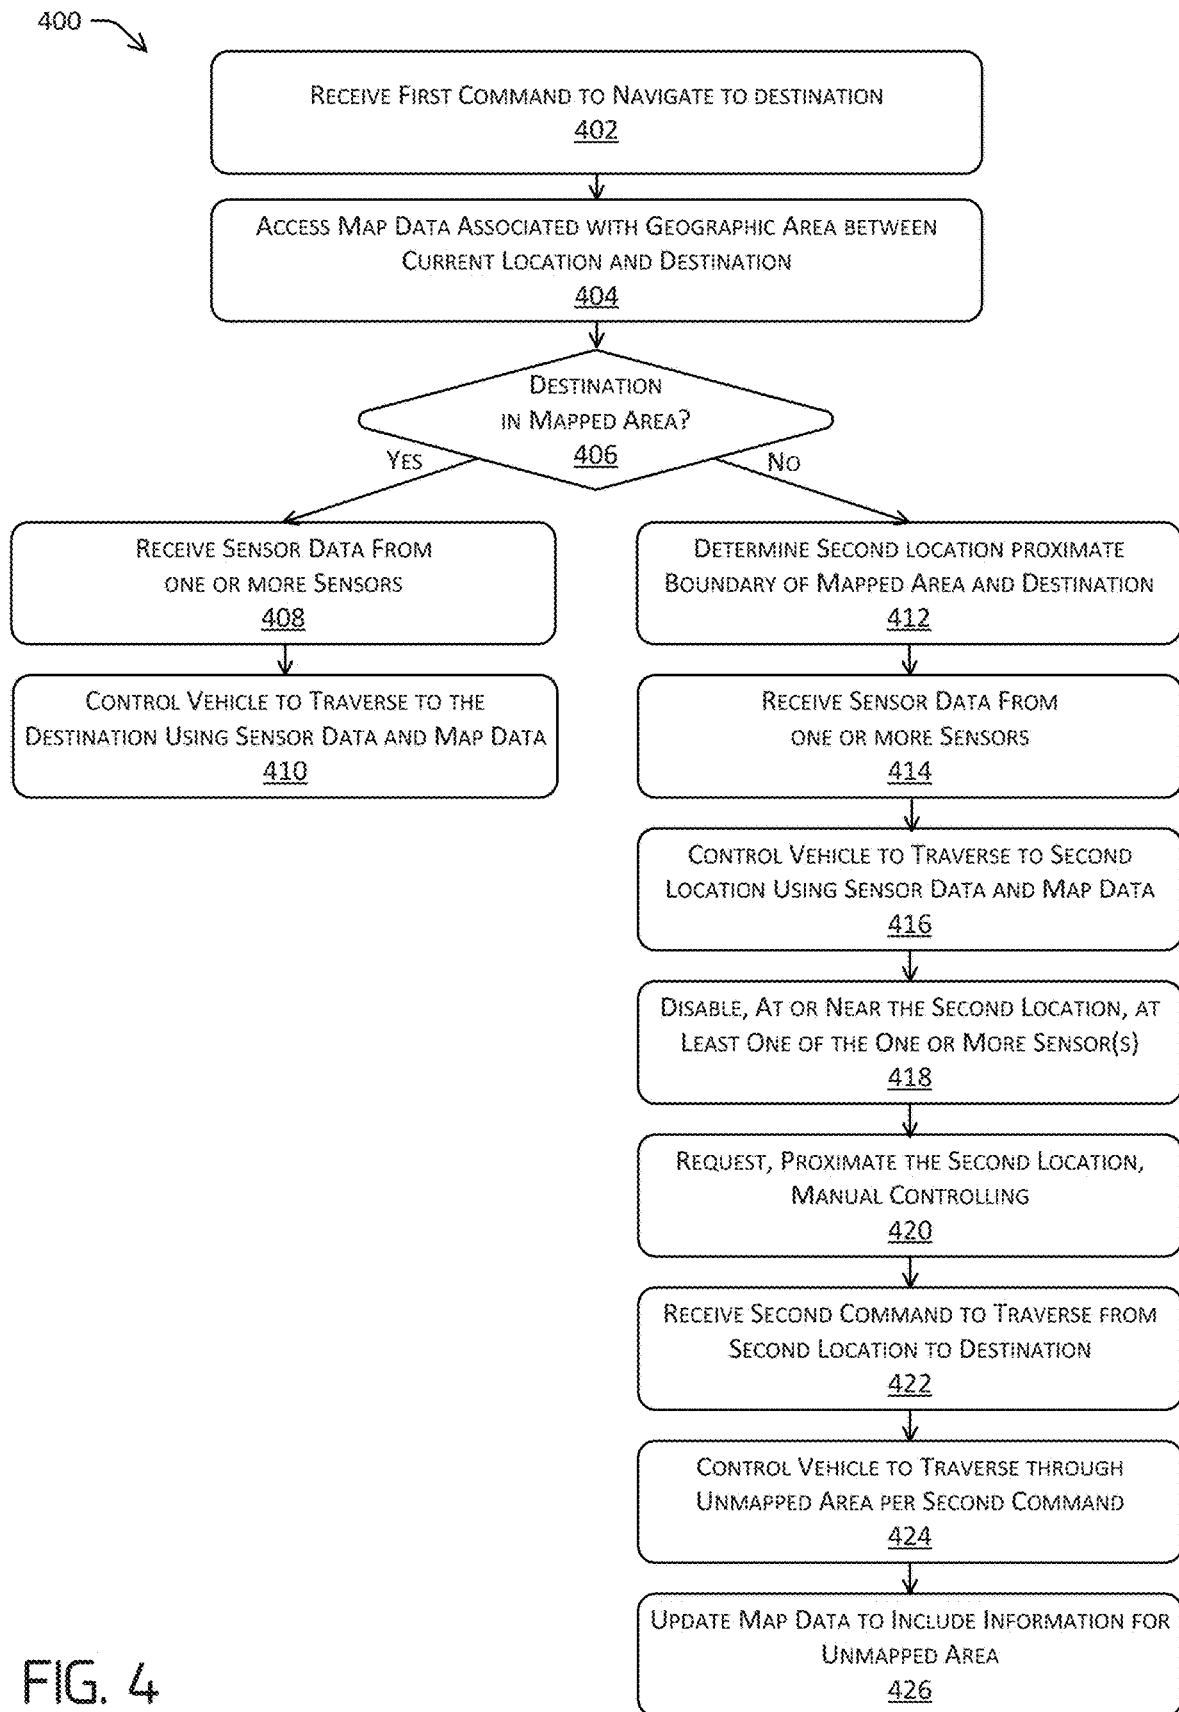 400
Receive First Command to Navigate to destination
402
Access Map Data Associated with Geographic Area between
Current Location and Destination
404
Destination
in Mapped Area?
406
Yes
No
Receive Sensor Data From
one or more Sensors
408
Control Vehicle to Traverse to the
Destination Using Sensor Data and Map Data
410
Determine Second location proximate
Boundary of Mapped Area and Destination
412
Receive Sensor Data From
one or more Sensors
414
Control Vehicle to Traverse to Second
Location Using Sensor Data and Map Data
416
Disable, At or Near the Second Location, at
Least One of the One or More Sensor(s)
418
Request, Proximate the Second Location,
Manual Controlling
420
Receive Second Command to Traverse from
Second Location to Destination
422
Control Vehicle to Traverse through
Unmapped Area per Second Command
424
Update Map Data to Include Information for
Unmapped Area
426
FIG. 4